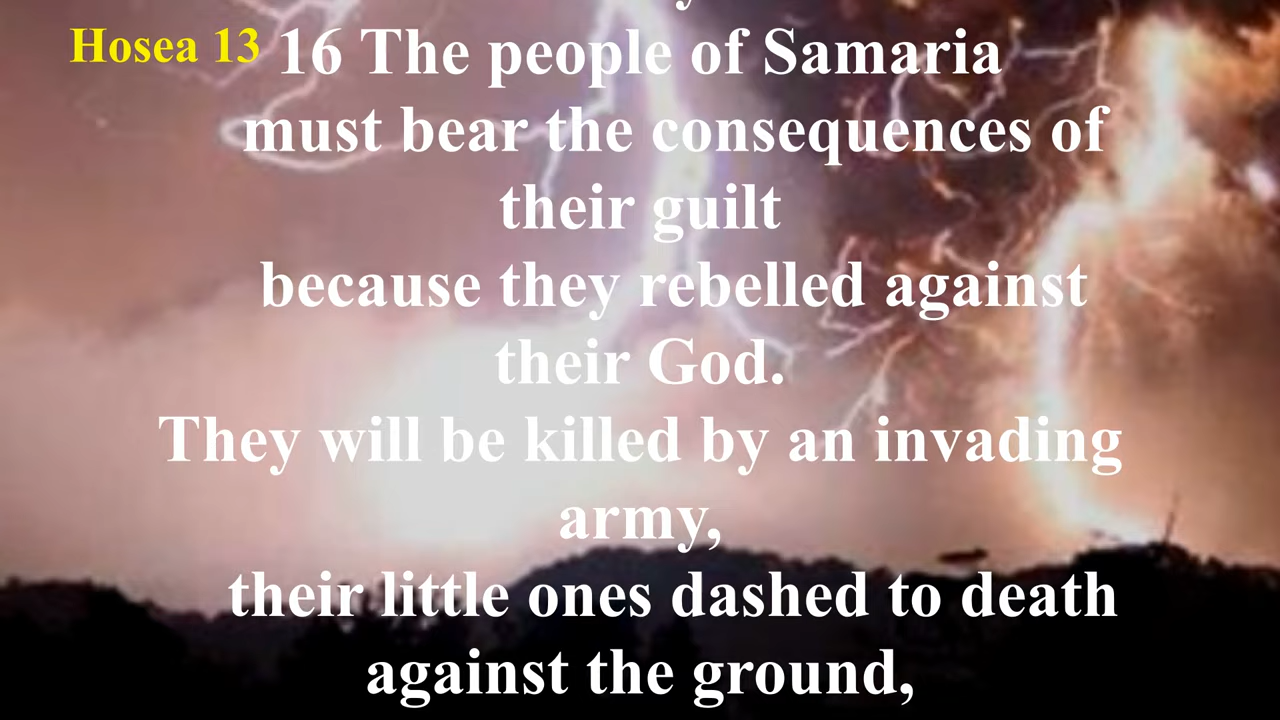 Hosea 13 16 The people of Samaria
must bear the consequences of
their guilt
because they rebelled against
their God.
They will be killed by an invading
army,
their little ones dashed to death
against the ground,